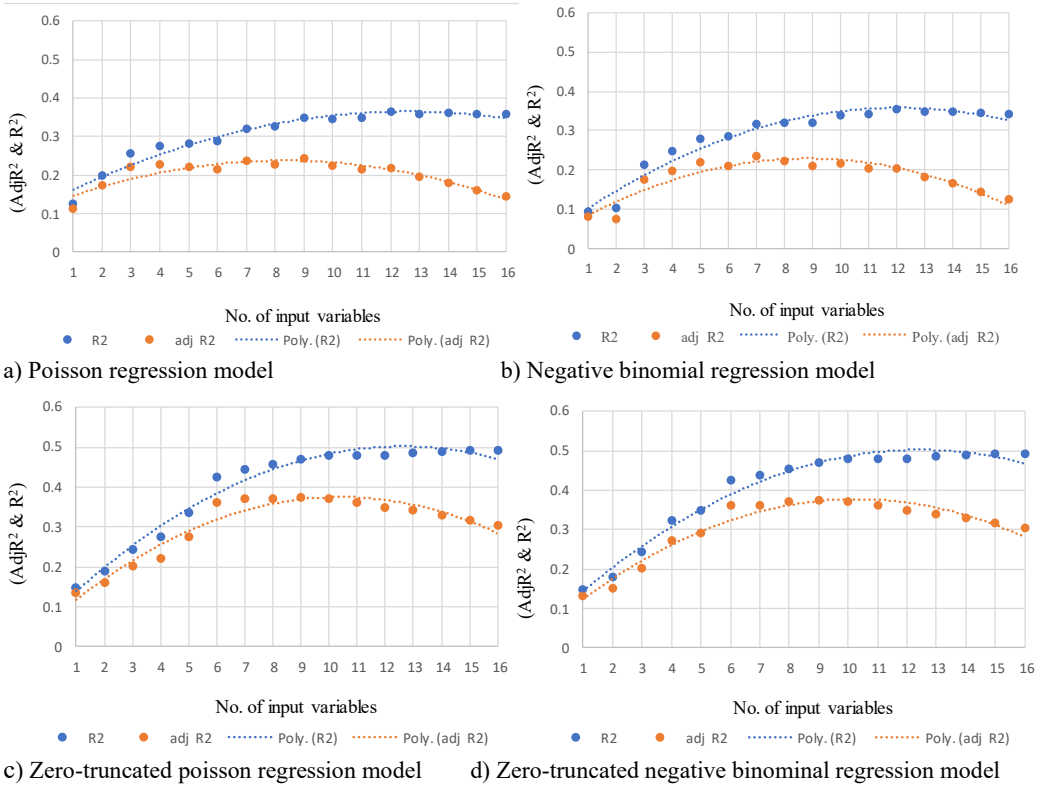 0.6
0.5
0.4
0.3
0.2
0.1
0
(AdjR² & R²)
1 2 3 4 5 6 7 8 9 10 11 12 13 14 15 16
No. of input variables
R2 adj R2 Poly. (R2) Poly. (adj R2)
a) Poisson regression model
0.6
0.5
0.4
0.3
0.2
0.1
0
(AdjR² & R²)
1 2 3 4 5 6 7 8 9 10 11 12 13 14 15 16
No. of input variables
R2 adj R2 Poly. (R2) Poly. (adj R2)
b) Negative binomial regression model
0.6
0.5
0.4
0.3
0.2
0.1
0
(AdjR² & R²)
1 2 3 4 5 6 7 8 9 10 11 12 13 14 15 16
No. of input variables
R2 adj R2 Poly. (R2) Poly. (adj R2)
c) Zero-truncated poisson regression model
0.6
0.5
0.4
0.3
0.2
0.1
0
(AdjR² & R²)
1 2 3 4 5 6 7 8 9 10 11 12 13 14 15 16
No. of input variables
R2 adj R2 Poly. (R2) Poly. (adj R2)
d) Zero-truncated negative binominal regression model